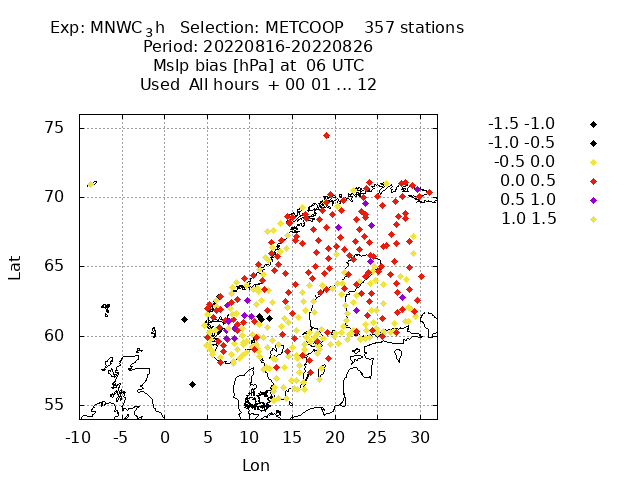 Exp: MNWC_3h Selection: METCOOP 357 stations
Period: 20220816-20220826
Mslp bias [hPa] at 06 UTC
Used All hours + 00 01 ... 12
-1.5 -1.0
-1.0 -0.5
-0.5 0.0
0.0 0.5
0.5 1.0
1.0 1.5
75
70
65
60
55
Lat
-10 -5 0 5 10 15 20 25 30
Lon